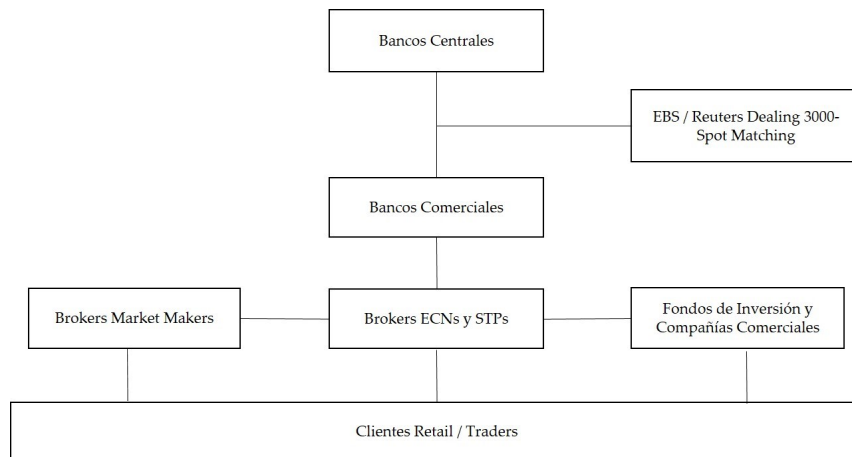 Bancos Centrales
EBS / Reuters Dealing 3000-
Spot Matching
Bancos Comerciales
Brokers Market Makers
Brokers ECNs y STPs
Fondos de Inversión y
Compañías Comerciales
Clientes Retail / Traders